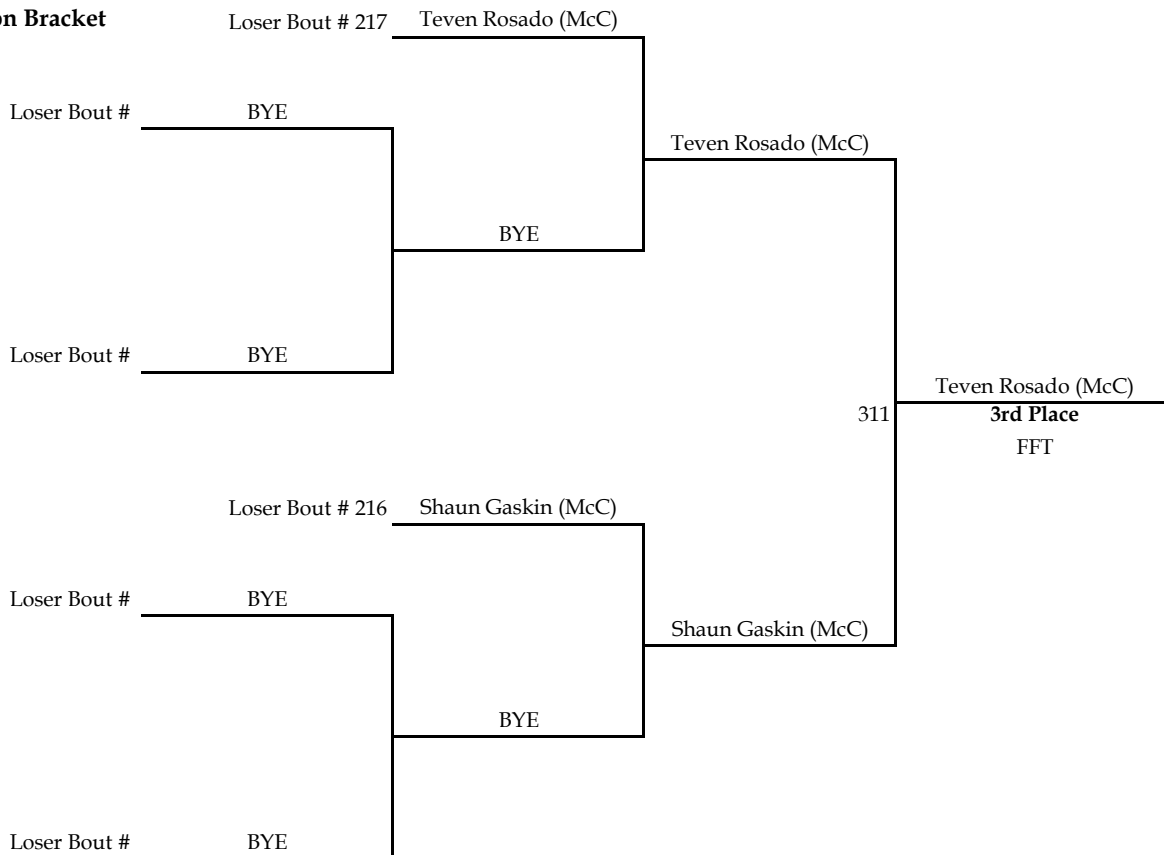 on Bracket
Loser Bout # 217 Teven Rosado (McC)
Loser Bout # BYE
Teven Rosado (McC)
BYE
Loser Bout # BYE
Teven Rosado (McC)
311 3rd Place
FFT
Loser Bout # 216 Shaun Gaskin (McC)
Loser Bout # BYE
Shaun Gaskin (McC)
BYE
Loser Bout # BYE